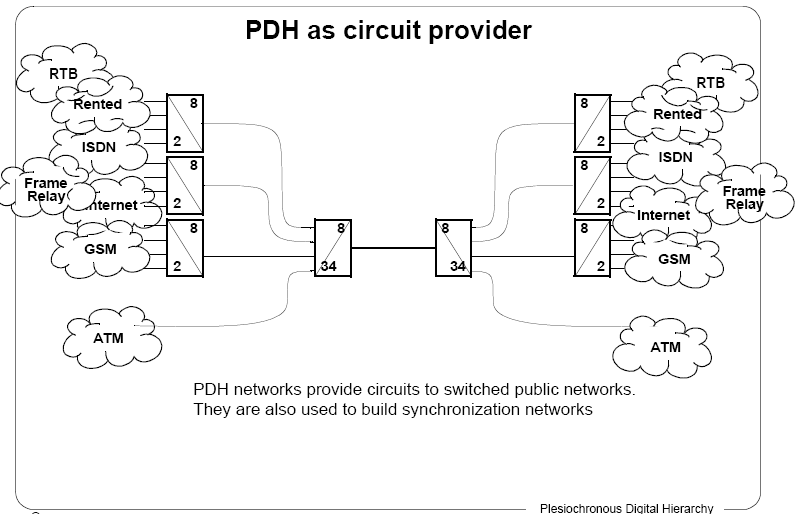 PDH as circuit provider
RTB
Rented
ISDN
Frame
Relay
Internet
GSM
ATM
8
2
8
2
8
2
8
34
8
34
8
2
8
2
8
2
RTB
Rented
ISDN
Frame
Relay
Internet
GSM
ATM
PDH networks provide circuits to switched public networks.
They are also used to build synchronization networks
Plesiochronous Digital Hierarchy